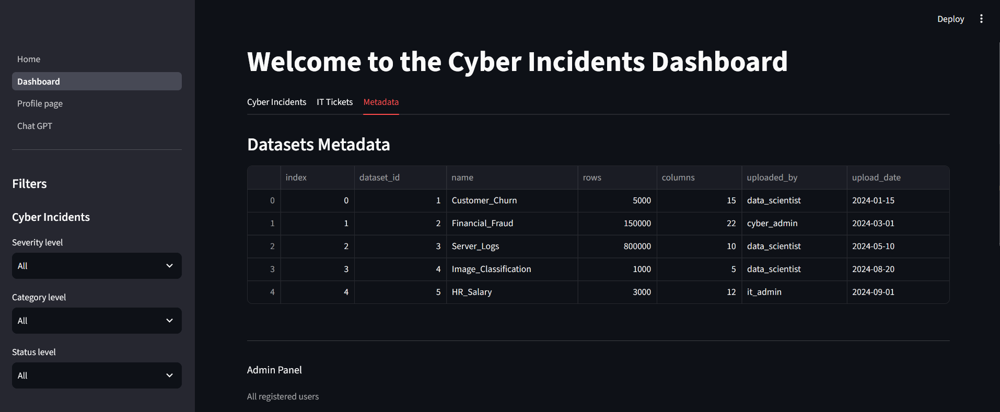 Deploy
Home
Dashboard
Profile page
Chat GPT
Filters
Cyber Incidents
Severity level
All
Category level
All
Status level
All
Welcome to the Cyber Incidents Dashboard
Cyber Incidents IT Tickets Metadata
Datasets Metadata
index dataset_id name rows columns uploaded_by upload_date
0 0 1 Customer_Churn 5000 15 data_scientist 2024-01-15
1 1 2 Financial_Fraud 150000 22 cyber_admin 2024-03-01
2 2 3 Server_Logs 800000 10 data_scientist 2024-05-10
3 3 4 Image_Classification 1000 5 data_scientist 2024-08-20
4 4 5 HR_Salary 3000 12 it_admin 2024-09-01
Admin Panel
All registered users